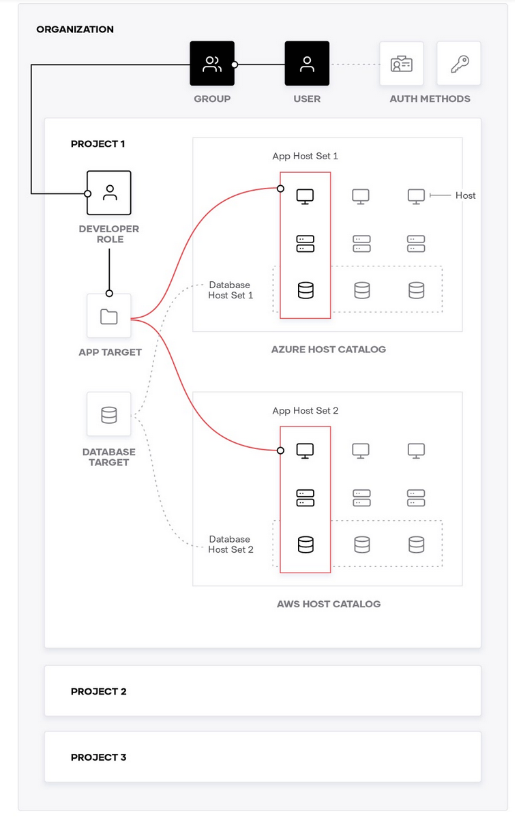 ORGANIZATION
GROUP
USER
AUTH METHODS
PROJECT 1
App Host Set 1
Host
DEVELOPER
ROLE
Database
Host Set 1
APP TARGET
AZURE HOST CATALOG
App Host Set 2
DATABASE
TARGET
Database
Host Set 2
AWS HOST CATALOG
PROJECT 2
PROJECT 3